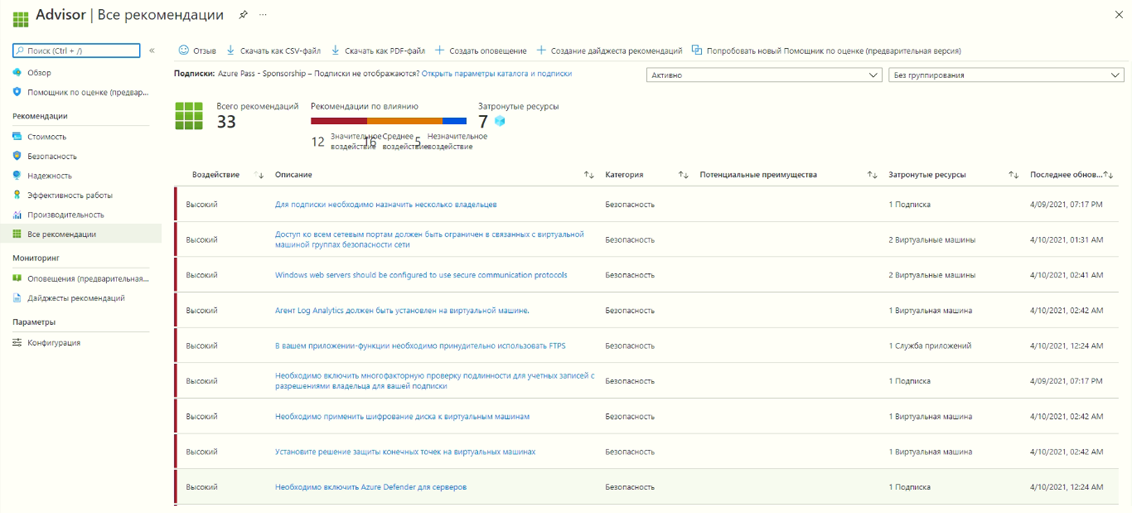 Advisor | Все рекомендации
Поиск (Ctrl + /)
«
Обзор
Помощник по оценке (предвар...
Рекомендации
Стоимость
Безопасность
Надежность
Эффективность работы
Производительность
Все рекомендации
Мониторинг
Оповещения (предварительная...
Дайджесты рекомендаций
Параметры
Конфигурация
Отзыв Скачать как CSV-файл Скачать как PDF-файл Создать оповещение Создание дайджеста рекомендаций Попробовать новый Помощник по оценке (предварительная версия)
Подписки: Azure Pass - Sponsorship – Подписки не отображаются? Открыть параметры каталога и подписки
Активно
Без группирования
Всего рекомендаций
33
Рекомендации по влиянию
12 Значительное воздействие
16 Среднее воздействие
5 Незначительное воздействие
Затронутые ресурсы
7
Воздействие Описание Категория Потенциальные преимущества Затронутые ресурсы Последнее обнов...
Высокий Для подписки необходимо назначить несколько владельцев Безопасность 1 Подписка 4/09/2021, 07:17 PM
Высокий Доступ ко всем сетевым портам должен быть ограничен в связанных с виртуальной
машиной группах безопасности сети Безопасность 2 Виртуальные машины 4/10/2021, 01:31 AM
Высокий Windows web servers should be configured to use secure communication protocols Безопасность 2 Виртуальные машины 4/10/2021, 02:41 AM
Высокий Агент Log Analytics должен быть установлен на виртуальной машине. Безопасность 1 Виртуальная машина 4/10/2021, 02:42 AM
Высокий В вашем приложении-функции необходимо принудительно использовать FTPS Безопасность 1 Служба приложений 4/10/2021, 12:24 AM
Высокий Необходимо включить многофакторную проверку подлинности для учетных записей с
разрешениями владельца для вашей подписки Безопасность 1 Подписка 4/09/2021, 07:17 PM
Высокий Необходимо применить шифрование диска к виртуальным машинам Безопасность 1 Виртуальная машина 4/10/2021, 02:42 AM
Высокий Установите решение защиты конечных точек на виртуальных машинах Безопасность 1 Виртуальная машина 4/10/2021, 02:42 AM
Высокий Необходимо включить Azure Defender для серверов Безопасность 1 Подписка 4/10/2021, 12:24 AM